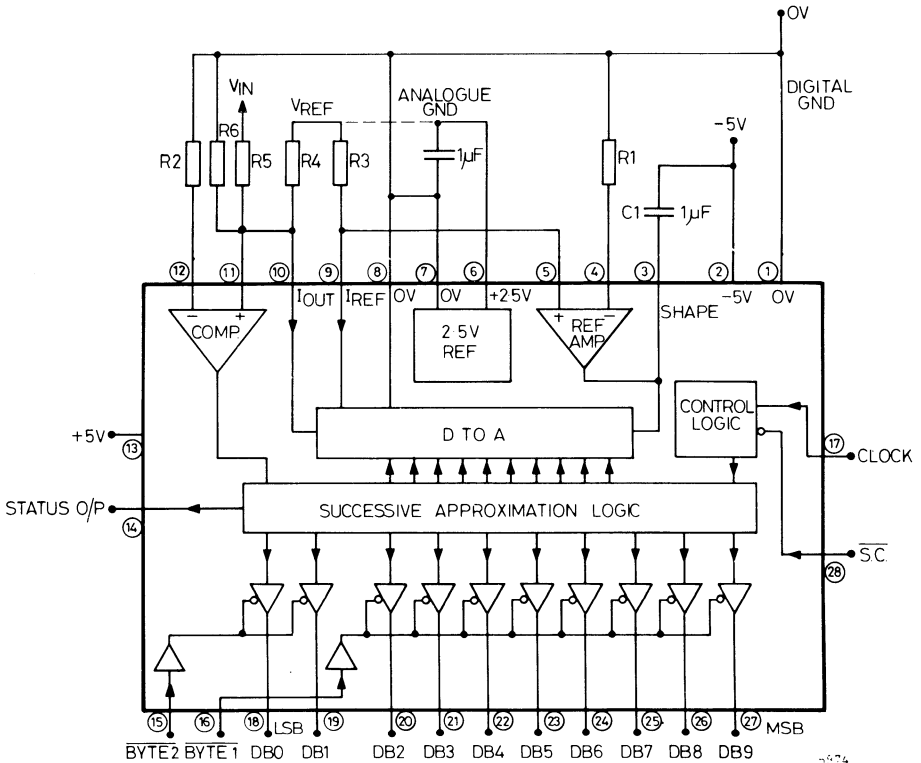 0V
VIN
ANALOGUE
GND
DIGITAL
GND
VREF
-5V
R2
R6
R5
R4
R3
1µF
R1
C1
1µF
12
11
10
9
8
7
6
5
4
3
2
1
IOUT
IREF
0V
0V
+2·5V
SHAPE
-5V
0V
-
+
COMP.
2·5V
REF
+
-
REF
AMP.
CONTROL
LOGIC
D TO A
+5V
13
17
CLOCK
STATUS O/P
14
SUCCESSIVE APPROXIMATION LOGIC
S.C.
28
15
16
18
LSB
19
20
21
22
23
24
25
26
27
MSB
BYTE2
BYTE1
DB0
DB1
DB2
DB3
DB4
DB5
DB6
DB7
DB8
DB9